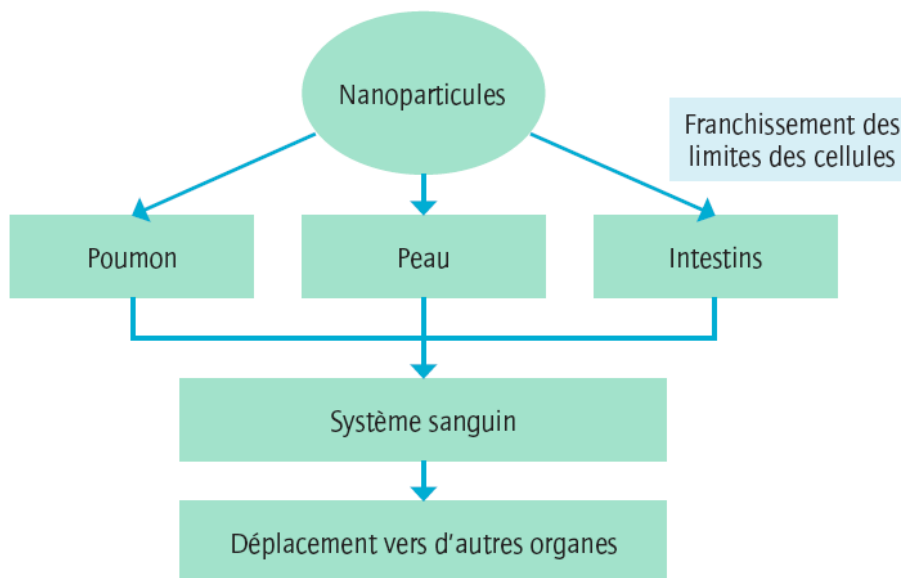 Nanoparticules
Franchissement des
limites des cellules
Poumon
Peau
Intestins
Système sanguin
Déplacement vers d'autres organes